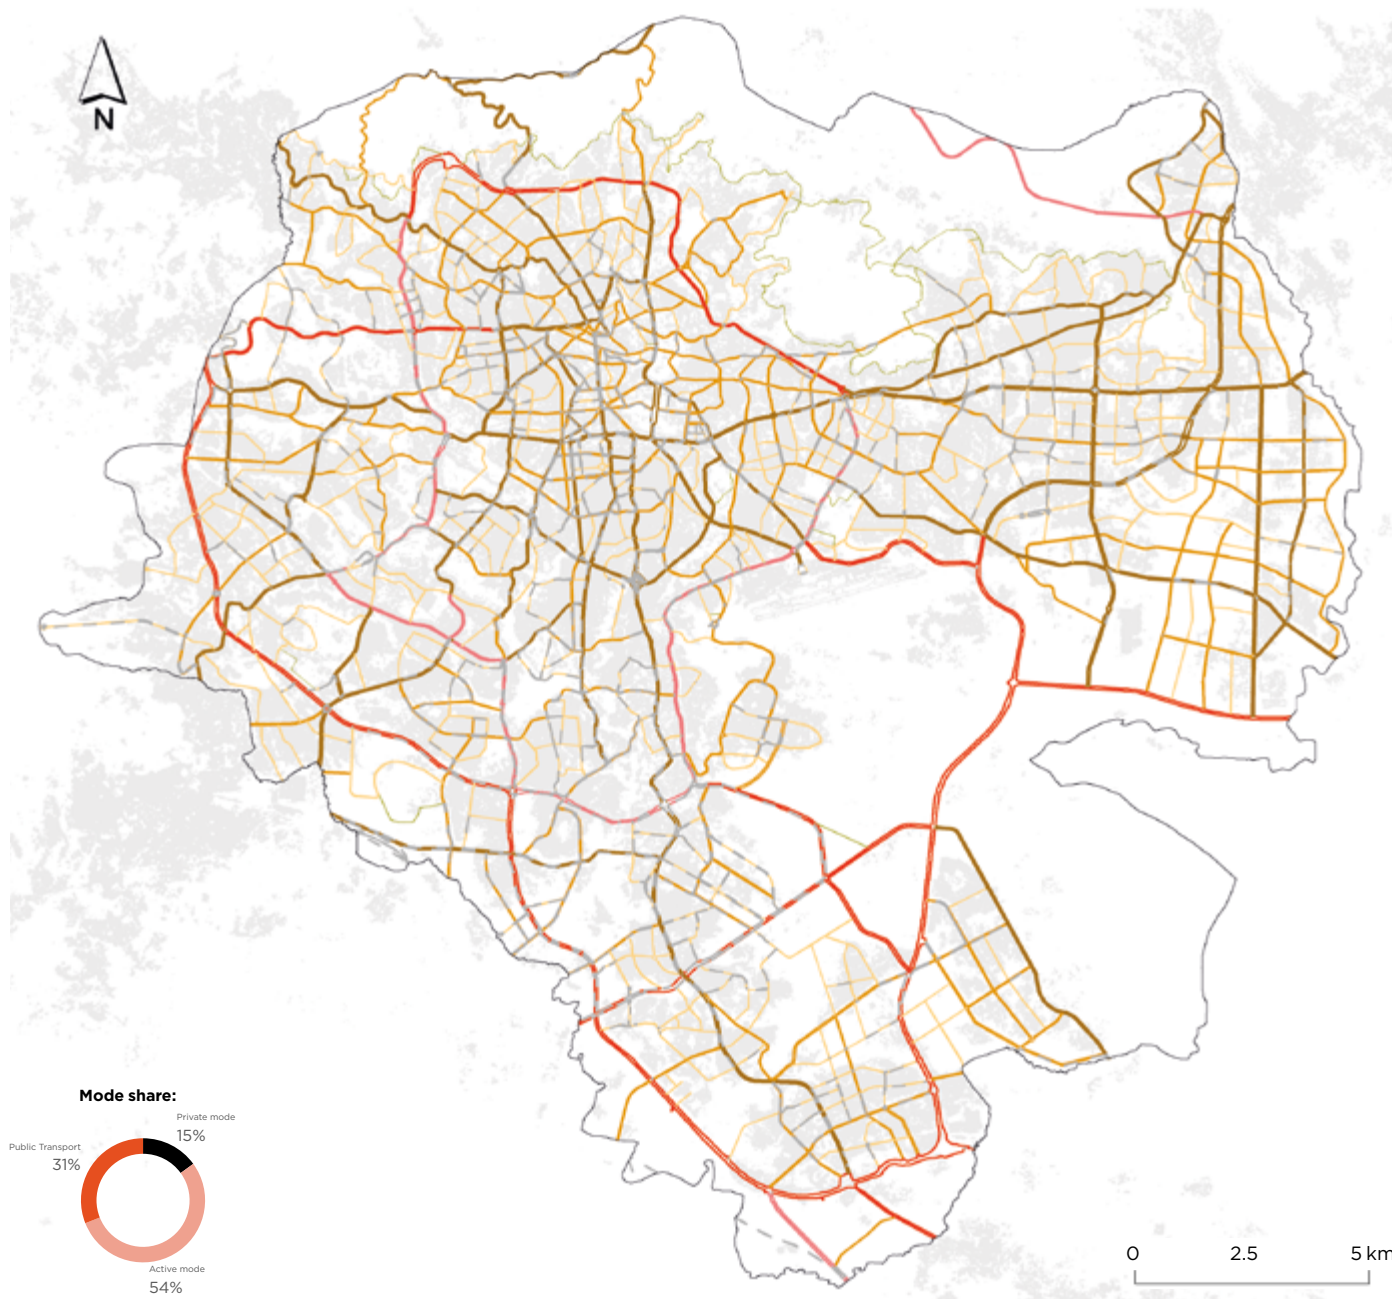 N
Mode share:
Private mode
15%
Public Transport
31%
Active mode
54%
0 2.5 5 km